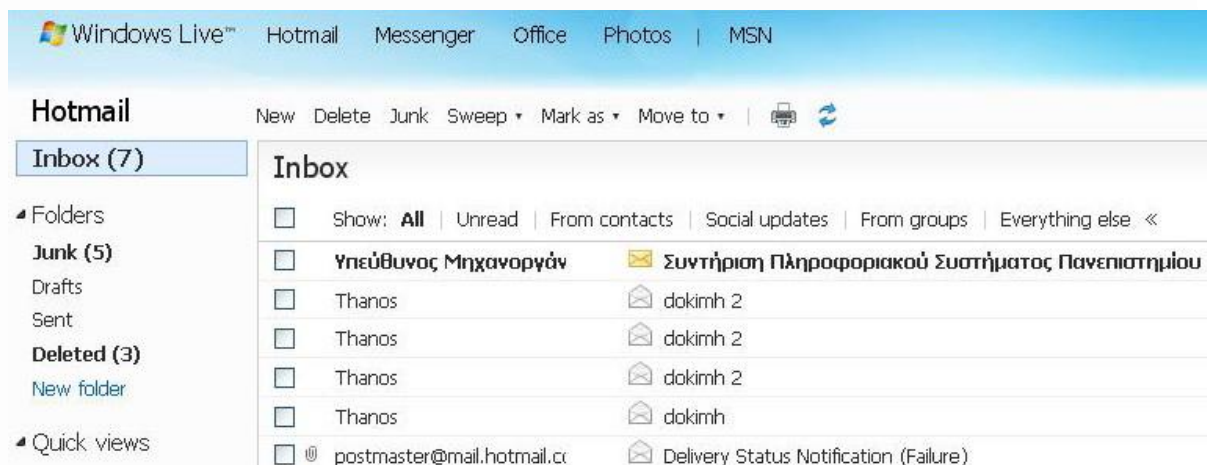 Windows Live™ Hotmail Messenger Office Photos | MSN
Hotmail
New Delete Junk Sweep Mark as Move to
Inbox (7)
Inbox
Folders
Show: All | Unread | From contacts | Social updates | From groups | Everything else «
Junk (5)
Υπεύθυνος Μηχανοργάν Συντήριση Πληροφοριακού Συστήματος Πανεπιστημίου
Drafts
Thanos dokimh 2
Sent
Thanos dokimh 2
Deleted (3)
Thanos dokimh 2
New folder
Thanos dokimh
Quick views
postmaster@mail.hotmail.co Delivery Status Notification (Failure)